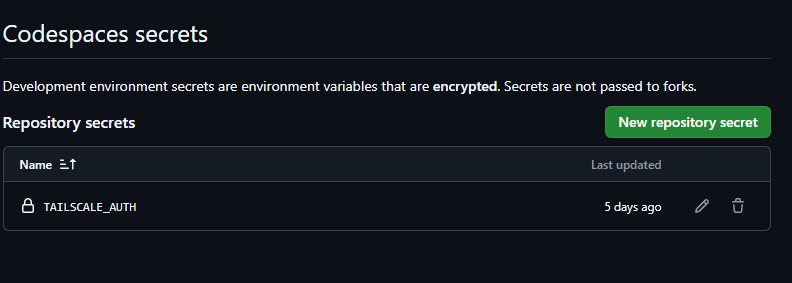 Codespaces secrets
Development environment secrets are environment variables that are encrypted. Secrets are not passed to forks.
Repository secrets
New repository secret
Name
Last updated
TAILSCALE_AUTH
5 days ago